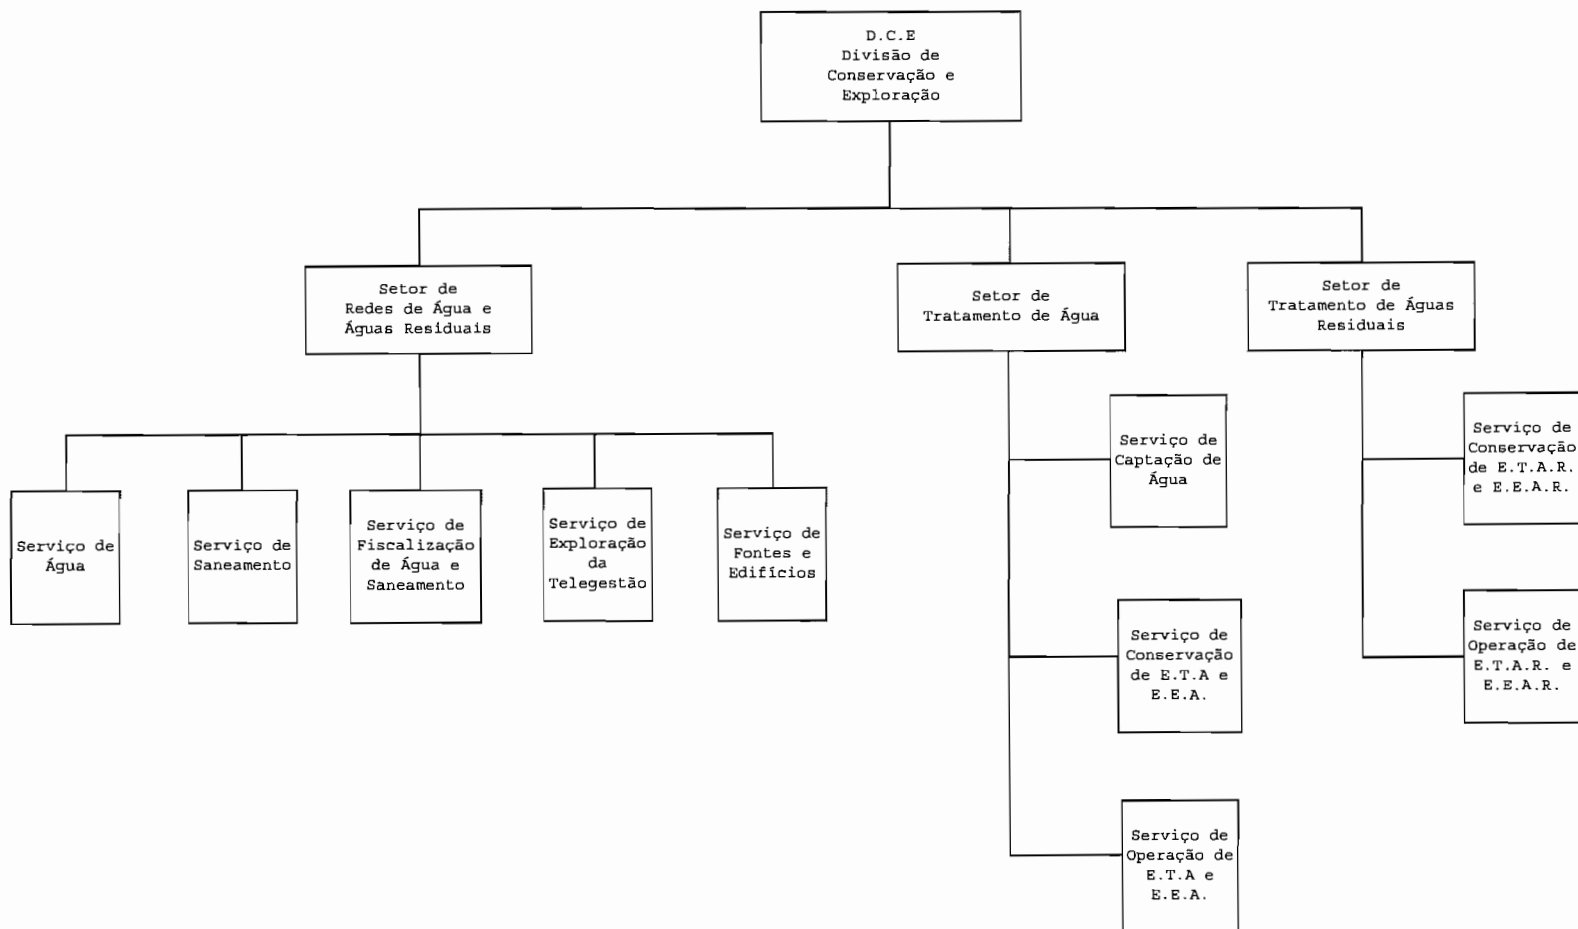 D.C.E
Divisão de
Conservação e
Exploração
Setor de
Redes de Água e
Águas Residuais
Setor de
Tratamento de Água
Setor de
Tratamento de Águas
Residuais
Serviço de
Água
Serviço de
Saneamento
Serviço de
Fiscalização
de Água e
Saneamento
Serviço de
Exploração
da
Telegestão
Serviço de
Fontes e
Edifícios
Serviço de
Captação de
Água
Serviço de
Conservação
de E.T.A e
E.E.A.
Serviço de
Operação de
E.T.A e
E.E.A.
Serviço de
Conservação
de E.T.A.R.
e E.E.A.R.
Serviço de
Operação de
E.T.A.R. e
E.E.A.R.